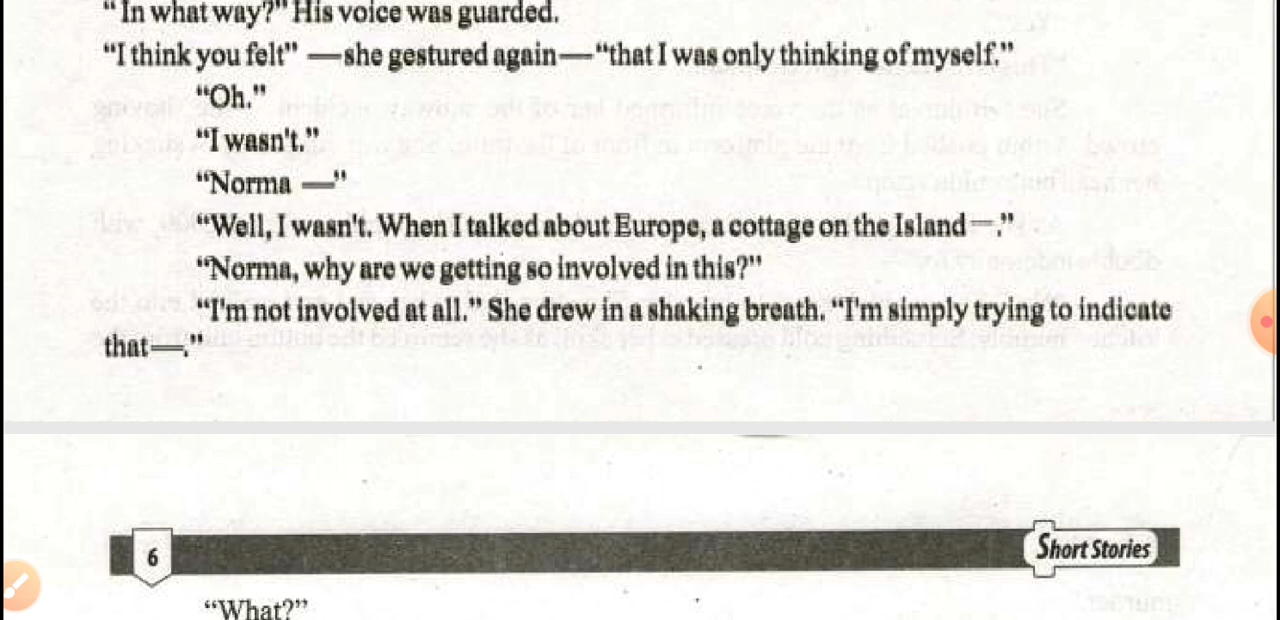 “In what way?" His voice was guarded.
“I think you felt" —she gestured again— “that I was only thinking of myself.”
“Oh.”
“I wasn't.”
“Norma —”
“Well, I wasn't. When I talked about Europe, a cottage on the Island—.”
“Norma, why are we getting so involved in this?”
“I'm not involved at all.” She drew in a shaking breath. “I'm simply trying to indicate
that—.”
6
Short Stories
“What?”